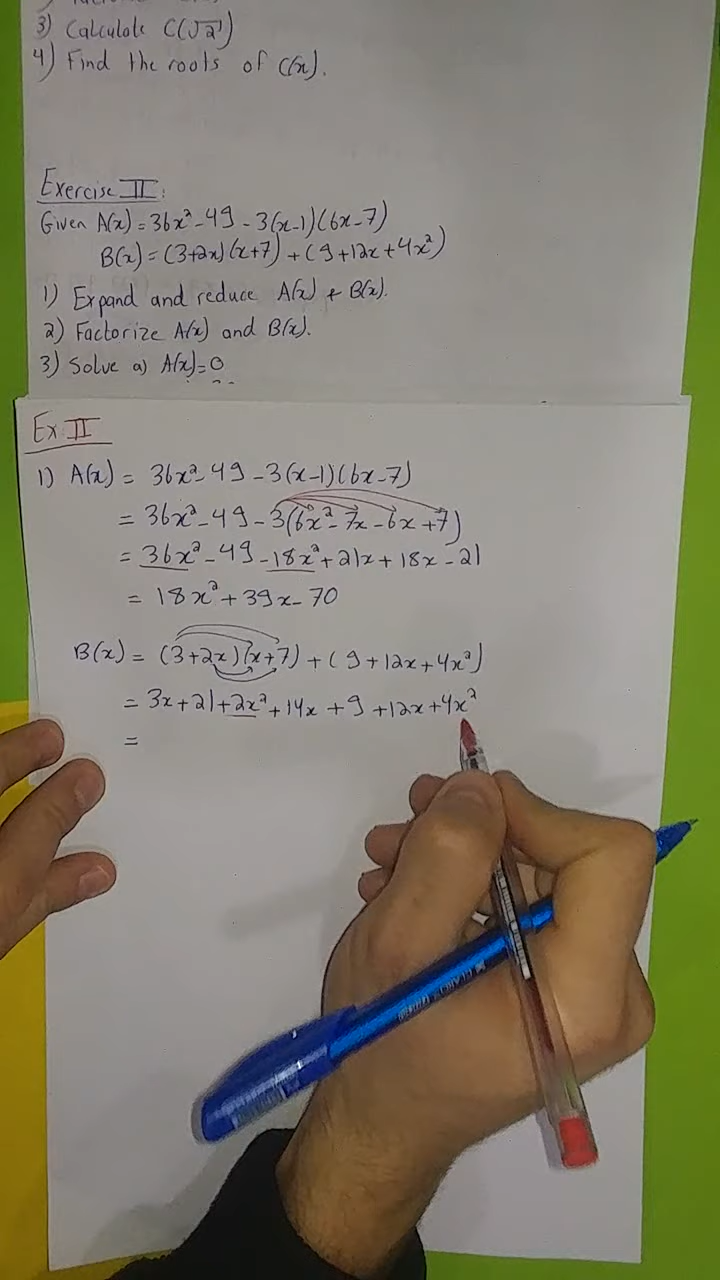 3) Calculate C(√2)
4) Find the roots of C(x).
Exercise II:
Given A(x) = 36x² - 49 - 3(x-1)(6x-7)
B(x) = (3+2x)(x+7) + (9+12x+4x²)
1) Expand and reduce A(x) & B(x).
2) Factorize A(x) and B(x).
3) Solve a) A(x)=0
Ex II
1) A(x) = 36x² - 49 - 3(x-1)(6x-7)
= 36x² - 49 - 3(6x² - 7x - 6x + 7)
= 36x² - 49 - 18x² + 21x + 18x - 21
= 18x² + 39x - 70
B(x) = (3+2x)(x+7) + (9+12x+4x²)
= 3x + 21 + 2x² + 14x + 9 + 12x + 4x²
=